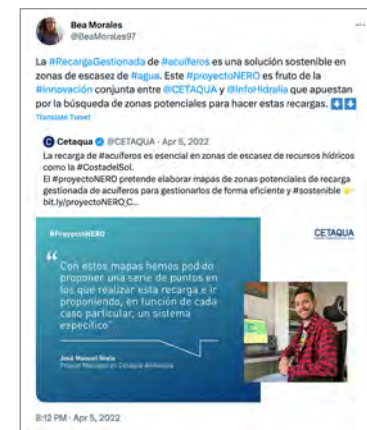 Bea Morales
@BeaMorales97
La #RecargaGestionada de #acuíferos es una solución sostenible en
zonas de escasez de #agua. Este #proyectoNERO es fruto de la
#innovación conjunta entre @CETAQUA y @InfoHidralia que apuestan
por la búsqueda de zonas potenciales para hacer estas recargas. ⬇️⬇️
Translate Tweet
Cetaqua @CETAQUA · Apr 5, 2022
La recarga de #acuíferos es esencial en zonas de escasez de recursos hídricos
como la #CostadelSol.
El #proyectoNERO pretende elaborar mapas de zonas potenciales de recarga
gestionada de acuíferos para gestionarlos de forma eficiente y #sostenible 👉
bit.ly/proyectoNERO_C...
#ProyectoNERO
CETAQUA
“
Con estos mapas hemos podido
proponer una serie de puntos en
los que realizar esta recarga e ir
proponiendo, en función de cada
caso particular, un sistema
específico”
José Manuel Nieto
Project Manager en Cetaqua Andalucía
8:12 PM · Apr 5, 2022